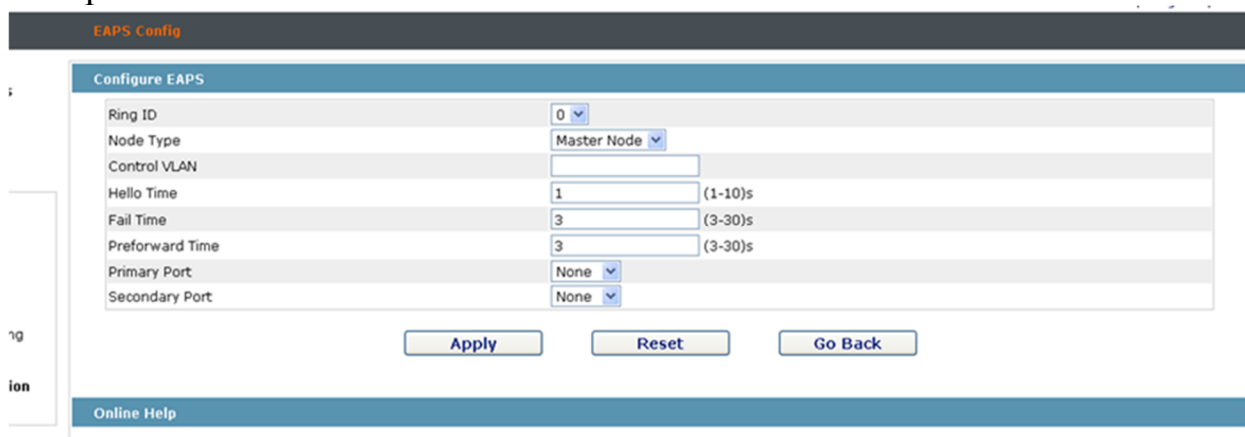 EAPS Config
Configure EAPS
Ring ID 0
Node Type Master Node
Control VLAN
Hello Time 1 (1-10)s
Fail Time 3 (3-30)s
Preforward Time 3 (3-30)s
Primary Port None
Secondary Port None
ng
Apply Reset Go Back
ion
Online Help